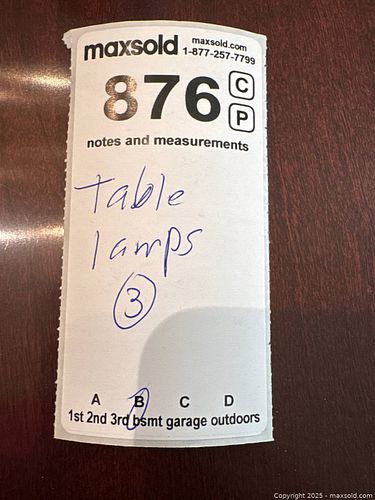 maxsold maxsold.com
1-877-257-7799
876 C
P
notes and measurements
table
lamps
3
A B C D
1st 2nd 3rd bsmt garage outdoors
Copyright 2025 - maxsold.com